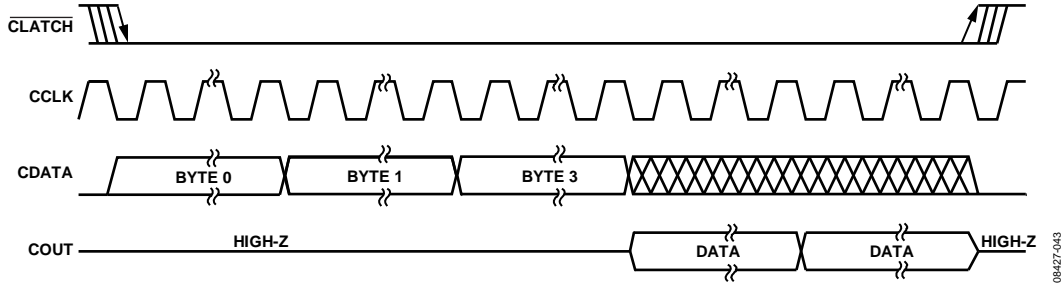 CLATCH
CCLK
CDATA
BYTE 0
BYTE 1
BYTE 3
COUT
HIGH-Z
DATA
DATA
HIGH-Z
08427-043